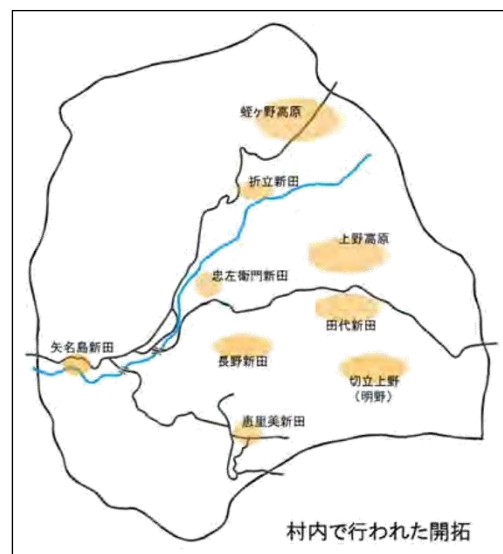 蛭ヶ野高原
折立新田
上野高原
忠左衛門新田
田代新田
矢名島新田
長野新田
切立上野
(明野)
恵里美新田
村内で行われた開拓